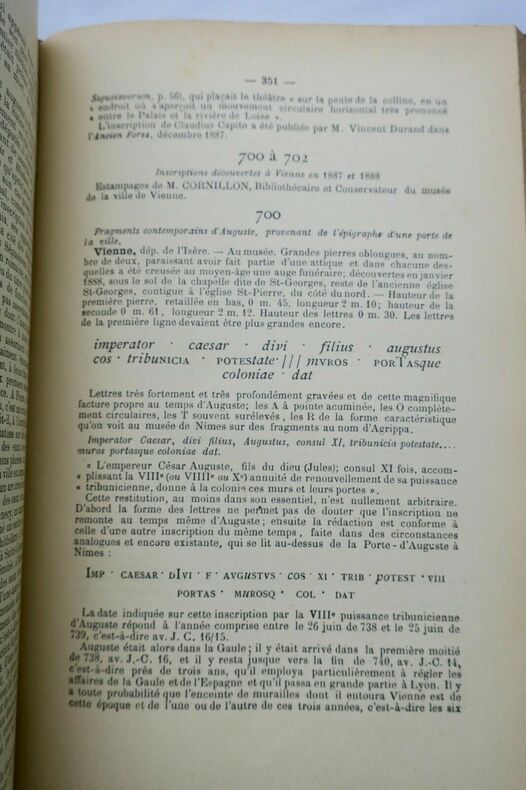 — 351 —
Segusiavorum, p. 56), qui plaçait le théâtre « sur la pente de la colline, en un
« endroit où s'aperçoit un mouvement circulaire horizontal très prononcé
« entre le Palais et la rivière de Loise ».
L'inscription de Claudius Capito a été publiée par M. Vincent Durand dans
l'Ancien Forez, décembre 1887.
700 à 702
Inscriptions découvertes à Vienne en 1887 et 1888
Estampages de M. CORNILLON, Bibliothécaire et Conservateur du musée
de la ville de Vienne.
700
Fragments contemporains d'Auguste, provenant de l'épigraphe d'une porte de
la ville.
Vienne, dép. de l'Isère. — Au musée. Grandes pierres oblongues, au nom-
bre de deux, paraissant avoir fait partie d'une attique et dans chacune des-
quelles a été creusée au moyen-âge une auge funéraire; découvertes en janvier
1888, sous le sol de la chapelle dite de St-Georges, reste de l'ancienne église
St-Georges, contigue à l'église St-Pierre, du côté du nord. — Hauteur de la
première pierre, retaillée en bas, 0 m. 45, longueur 2 m. 10; hauteur de la
seconde 0 m. 61, longueur 2 m. 12. Hauteur des lettres 0 m. 30. Les lettres
de la première ligne devaient être plus grandes encore.
imperator · caesar · divi · filius · augustus
cos · tribuNICIA · POTEState · ||| mVROS · PORTASque
coloniae · dat
Lettres très fortement et très profondément gravées et de cette magnifique
facture propre au temps d'Auguste; les A à pointe acuminée, les O complète-
ment circulaires, les T souvent surélevés, les R de la forme caractéristique
qu'on voit au musée de Nimes sur des fragments au nom d'Agrippa.
Imperator Caesar, divi filius, Augustus, consul XI, tribunicia potestate....
muros portasque coloniae dat.
« L'empereur César Auguste, fils du dieu (Jules); consul XI fois, accom-
« plissant la VIIIe (ou VIIIIe ou Xe) annuité de renouvellement de sa puissance
« tribunicienne, donne à la colonie ces murs et leurs portes ».
Cette restitution, au moins dans son essentiel, n'est nullement arbitraire.
D'abord la forme des lettres ne permet pas de douter que l'inscription ne
remonte au temps même d'Auguste; ensuite la rédaction est conforme à
celle d'une autre inscription du même temps, faite dans des circonstances
analogues et encore existante, qui se lit au-dessus de la Porte-d'Auguste à
Nimes :
IMP · CAESAR · DIVI · F · AVGVSTVS · COS · XI · TRIB · POTEST · VIII
PORTAS · MUROSQ · COL · DAT
La date indiquée sur cette inscription par la VIIIe puissance tribunicienne
d'Auguste répond à l'année comprise entre le 26 juin de 738 et le 25 juin de
739, c'est-à-dire av. J. C. 16/15.
Auguste était alors dans la Gaule; il y était arrivé dans la première moitié
de 738, av. J.-C. 16, et il y resta jusque vers la fin de 740, av. J.-C. 14,
c'est-à-dire près de trois ans, qu'il employa particulièrement à régler les
affaires de la Gaule et de l'Espagne et qu'il passa en grande partie à Lyon. Il y
a toute probabilité que l'enceinte de murailles dont il entoura Vienne est de
cette époque et de l'une ou de l'autre de ces trois années, c'est-à-dire les six